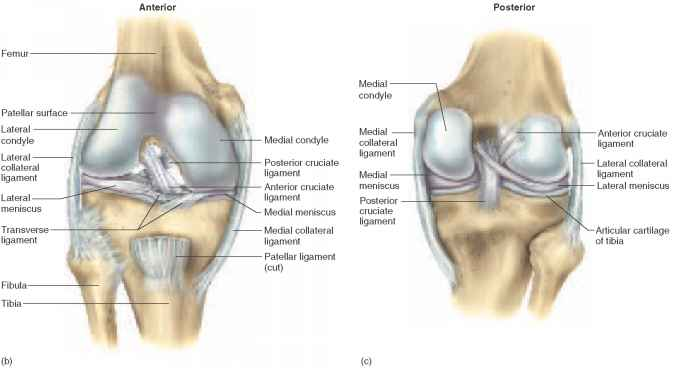 Anterior
Femur
Patellar surface
Lateral
condyle
Lateral
collateral
ligament
Lateral
meniscus
Transverse
ligament
Fibula
Tibia
Medial condyle
Posterior cruciate
ligament
Anterior cruciate
ligament
Medial meniscus
Medial collateral
ligament
Patellar ligament
(cut)
(b)
Posterior
Medial
condyle
Medial
collateral
ligament
Medial
meniscus
Posterior
cruciate
ligament
Anterior cruciate
ligament
Lateral collateral
ligament
Lateral meniscus
Articular cartilage
of tibia
(c)